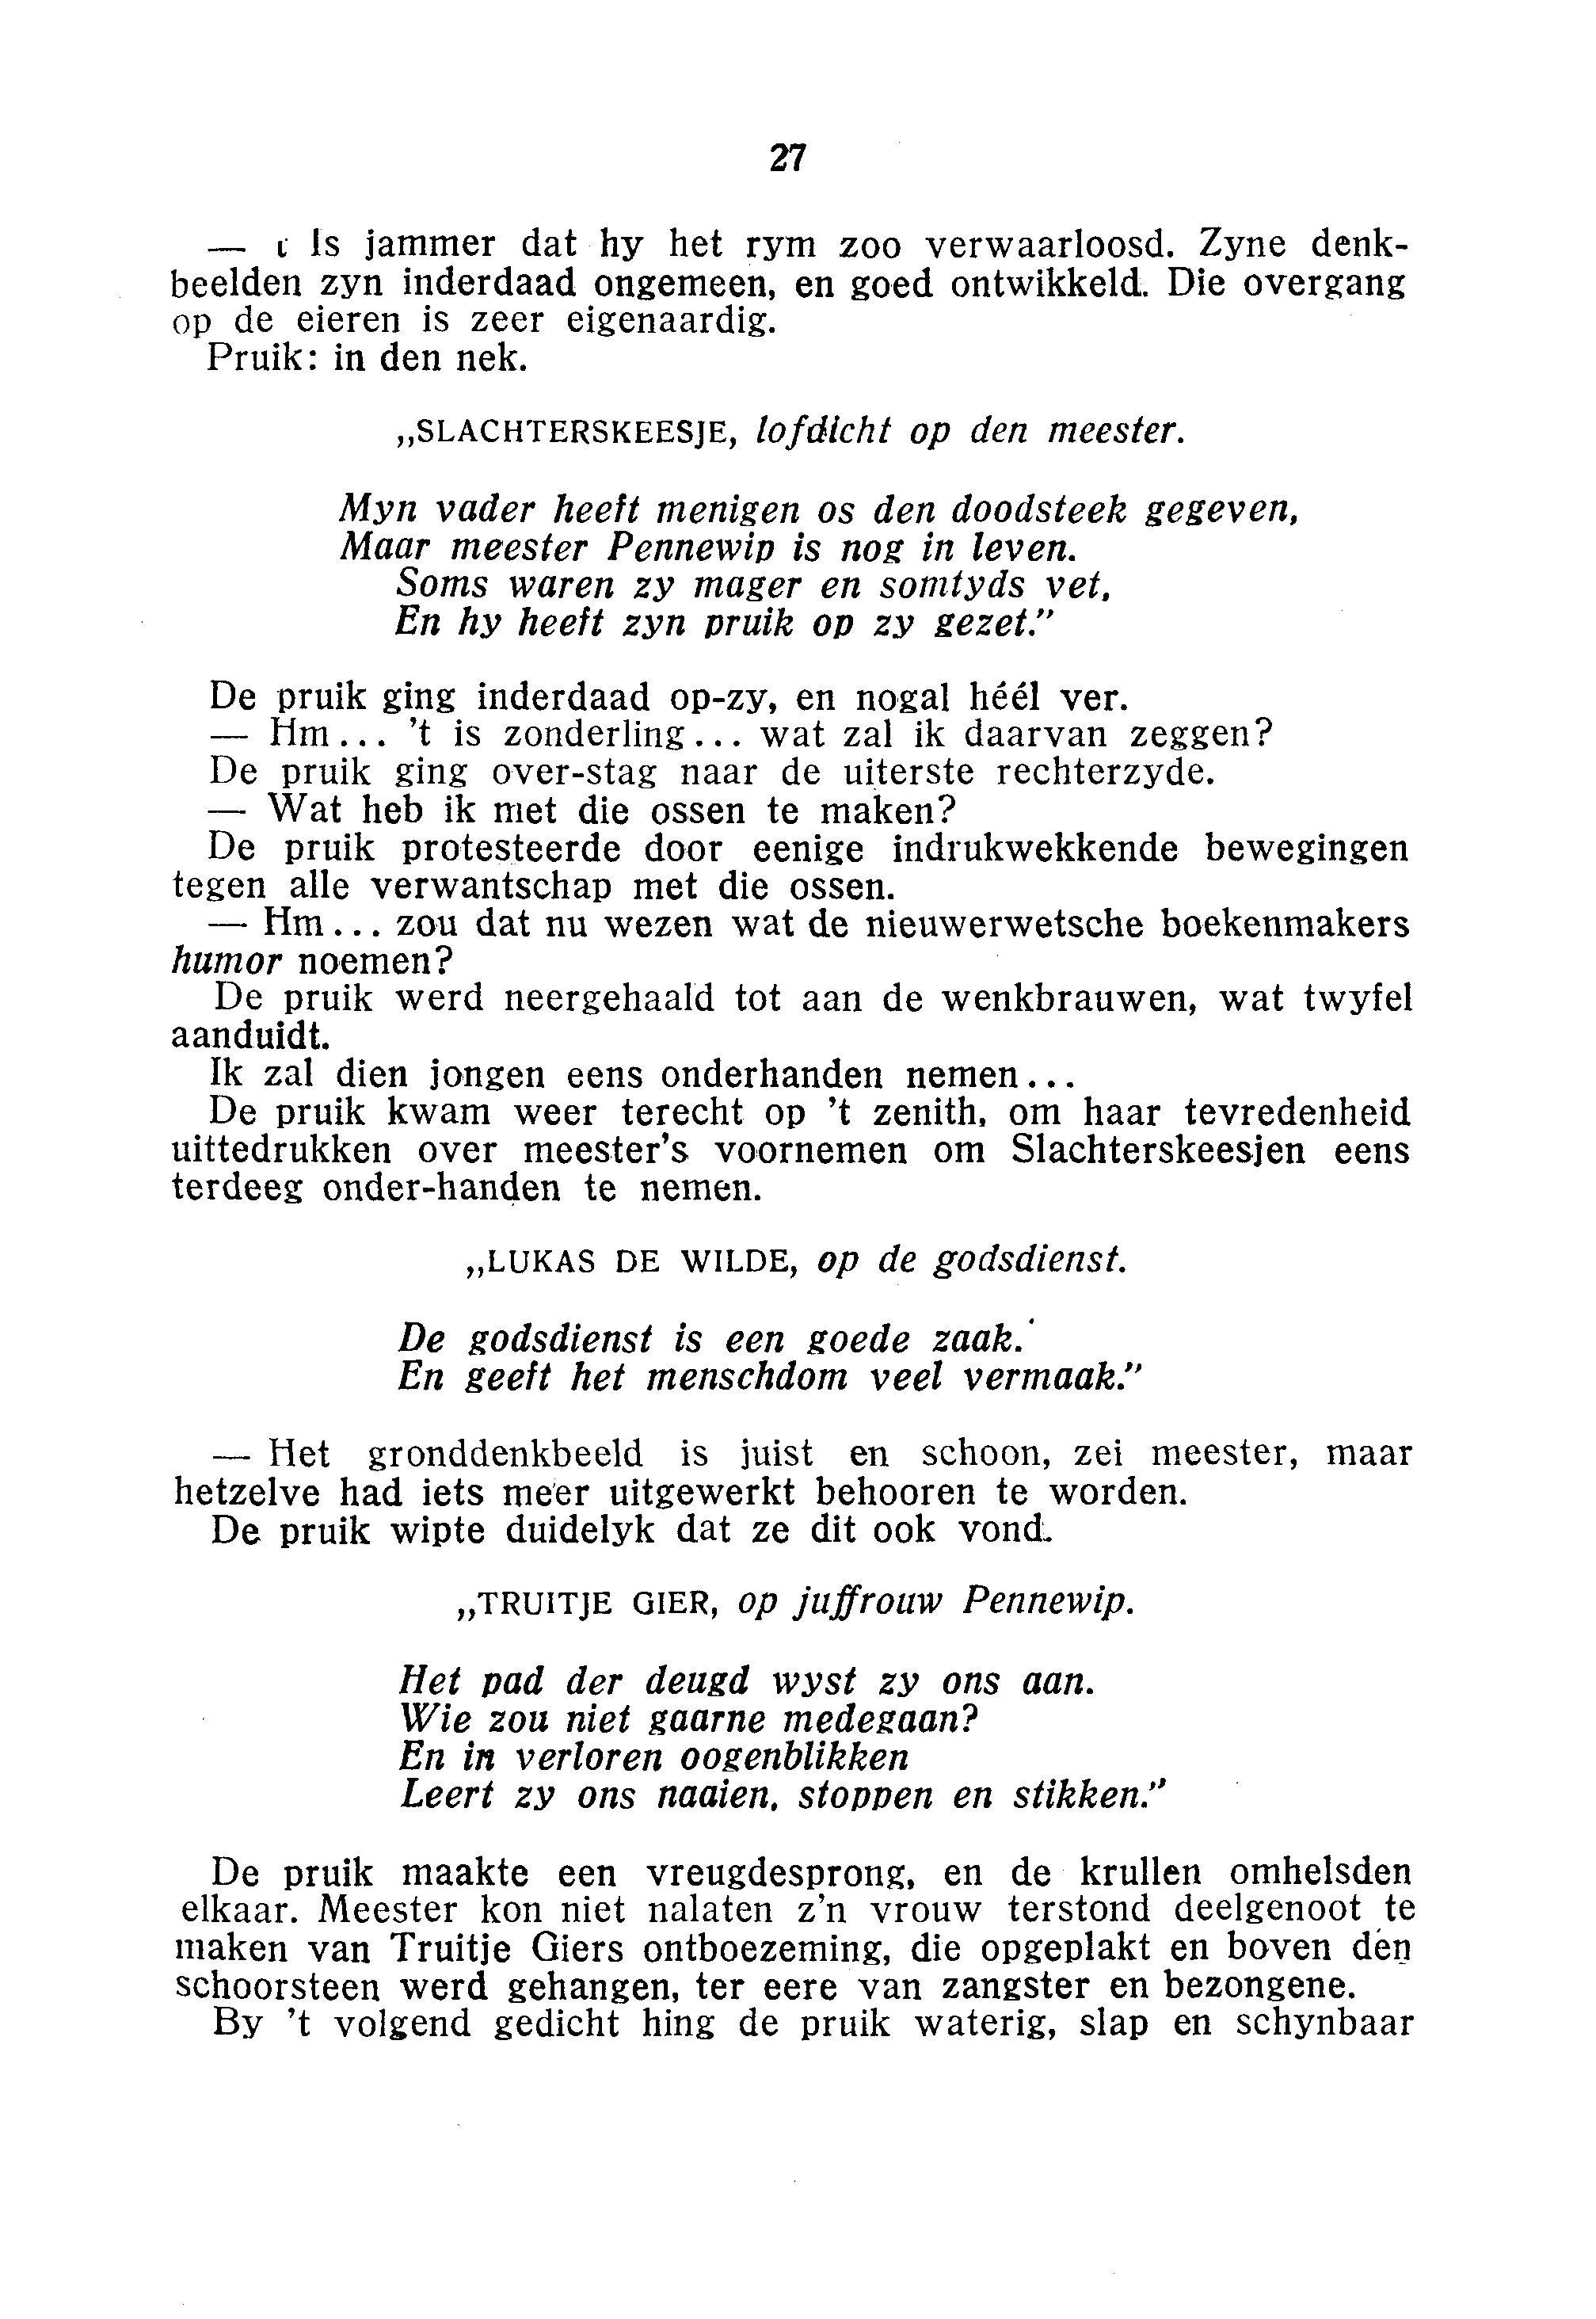 27
— 't Is jammer dat hy het rym zoo verwaarloosd. Zyne denk-
beelden zyn inderdaad ongemeen, en goed ontwikkeld. Die overgang
op de eieren is zeer eigenaardig.
Pruik: in den nek.
„SLACHTERSKEESJE, lofdicht op den meester.
Myn vader heeft menigen os den doodsteek gegeven,
Maar meester Pennewip is nog in leven.
Soms waren zy mager en somtyds vet,
En hy heeft zyn pruik op zy gezet.”
De pruik ging inderdaad op-zy, en nogal héél ver.
— Hm... 't is zonderling... wat zal ik daarvan zeggen?
De pruik ging over-stag naar de uiterste rechterzyde.
— Wat heb ik met die ossen te maken?
De pruik protesteerde door eenige indrukwekkende bewegingen
tegen alle verwantschap met die ossen.
— Hm... zou dat nu wezen wat de nieuwerwetsche boekenmakers
humor noemen?
De pruik werd neergehaald tot aan de wenkbrauwen, wat twyfel
aanduidt.
Ik zal dien jongen eens onderhanden nemen...
De pruik kwam weer terecht op 't zenith, om haar tevredenheid
uittedrukken over meester's voornemen om Slachterskeesjen eens
terdeeg onder-handen te nemen.
„LUKAS DE WILDE, op de godsdienst.
De godsdienst is een goede zaak.
En geeft het menschdom veel vermaak.”
— Het gronddenkbeeld is juist en schoon, zei meester, maar
hetzelve had iets meer uitgewerkt behooren te worden.
De pruik wipte duidelyk dat ze dit ook vond.
„TRUITJE GIER, op juffrouw Pennewip.
Het pad der deugd wyst zy ons aan.
Wie zou niet gaarne medegaan?
En in verloren oogenblikken
Leert zy ons naaien, stoppen en stikken.”
De pruik maakte een vreugdesprong, en de krullen omhelsden
elkaar. Meester kon niet nalaten z'n vrouw terstond deelgenoot te
maken van Truitje Giers ontboezeming, die opgeplakt en boven den
schoorsteen werd gehangen, ter eere van zangster en bezongene.
By 't volgend gedicht hing de pruik waterig, slap en schynbaar